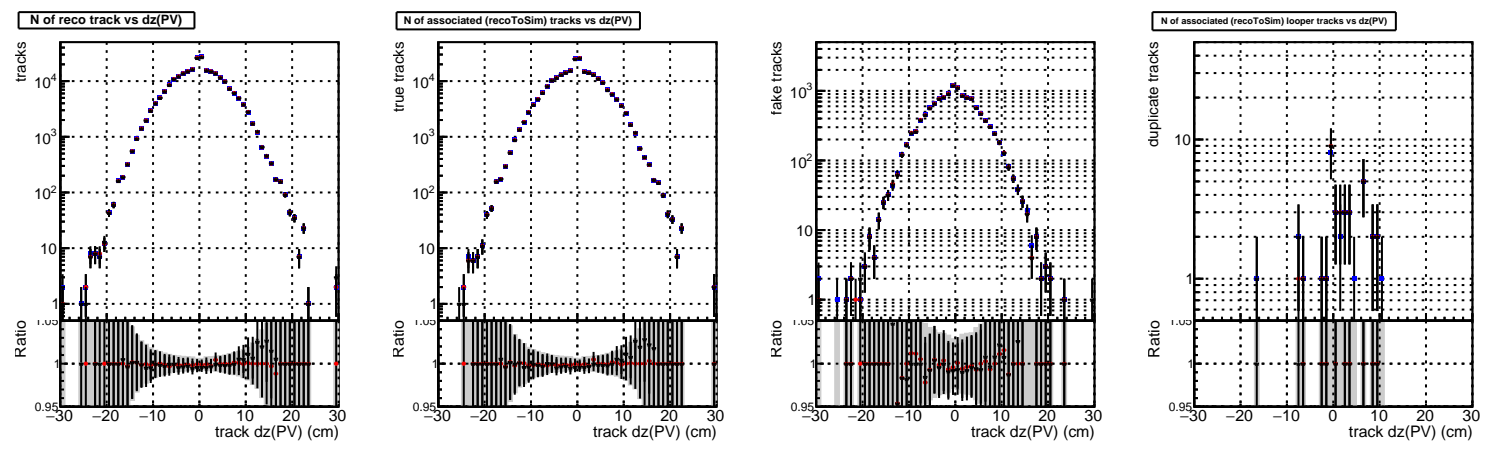 N of reco track vs dz(PV)
tracks
10⁴
10³
10²
10
1
1.05
Ratio
1
0.95
−30 −20 −10 0 10 20 30
track dz(PV) (cm)
N of associated (recoToSim) tracks vs dz(PV)
true tracks
10⁴
10³
10²
10
1
1.05
Ratio
1
0.95
−30 −20 −10 0 10 20 30
track dz(PV) (cm)
fake tracks
10³
10²
10
1
1.05
Ratio
1
0.95
−30 −20 −10 0 10 20 30
track dz(PV) (cm)
N of associated (recoToSim) looper tracks vs dz(PV)
duplicate tracks
10
1
1.05
Ratio
1
0.95
−30 −20 −10 0 10 20 30
track dz(PV) (cm)